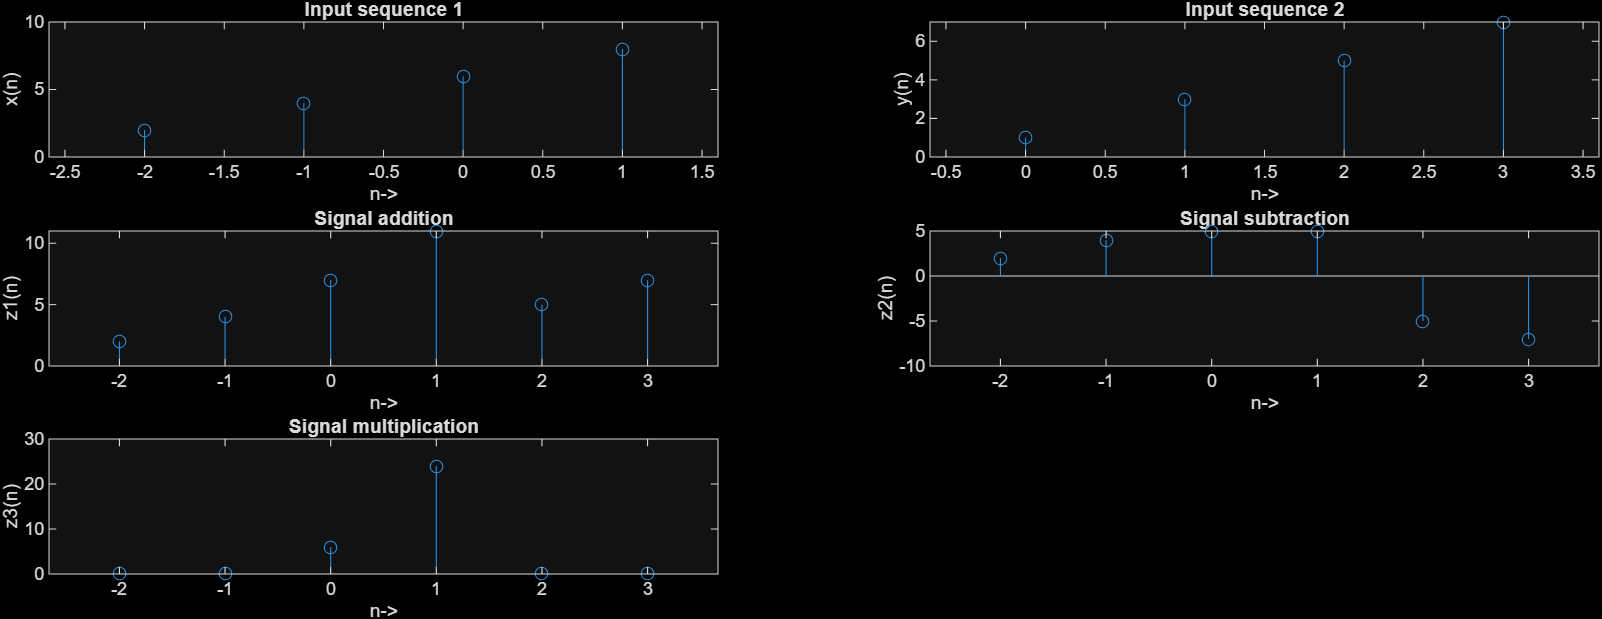 Input sequence 1
10
5
0
x(n)
-2.5 -2 -1.5 -1 -0.5 0 0.5 1 1.5
n->
Input sequence 2
6
4
2
0
y(n)
-0.5 0 0.5 1 1.5 2 2.5 3 3.5
n->
Signal addition
10
5
0
z1(n)
-2 -1 0 1 2 3
n->
Signal subtraction
5
0
-5
-10
z2(n)
-2 -1 0 1 2 3
n->
Signal multiplication
30
20
10
0
z3(n)
-2 -1 0 1 2 3
n->